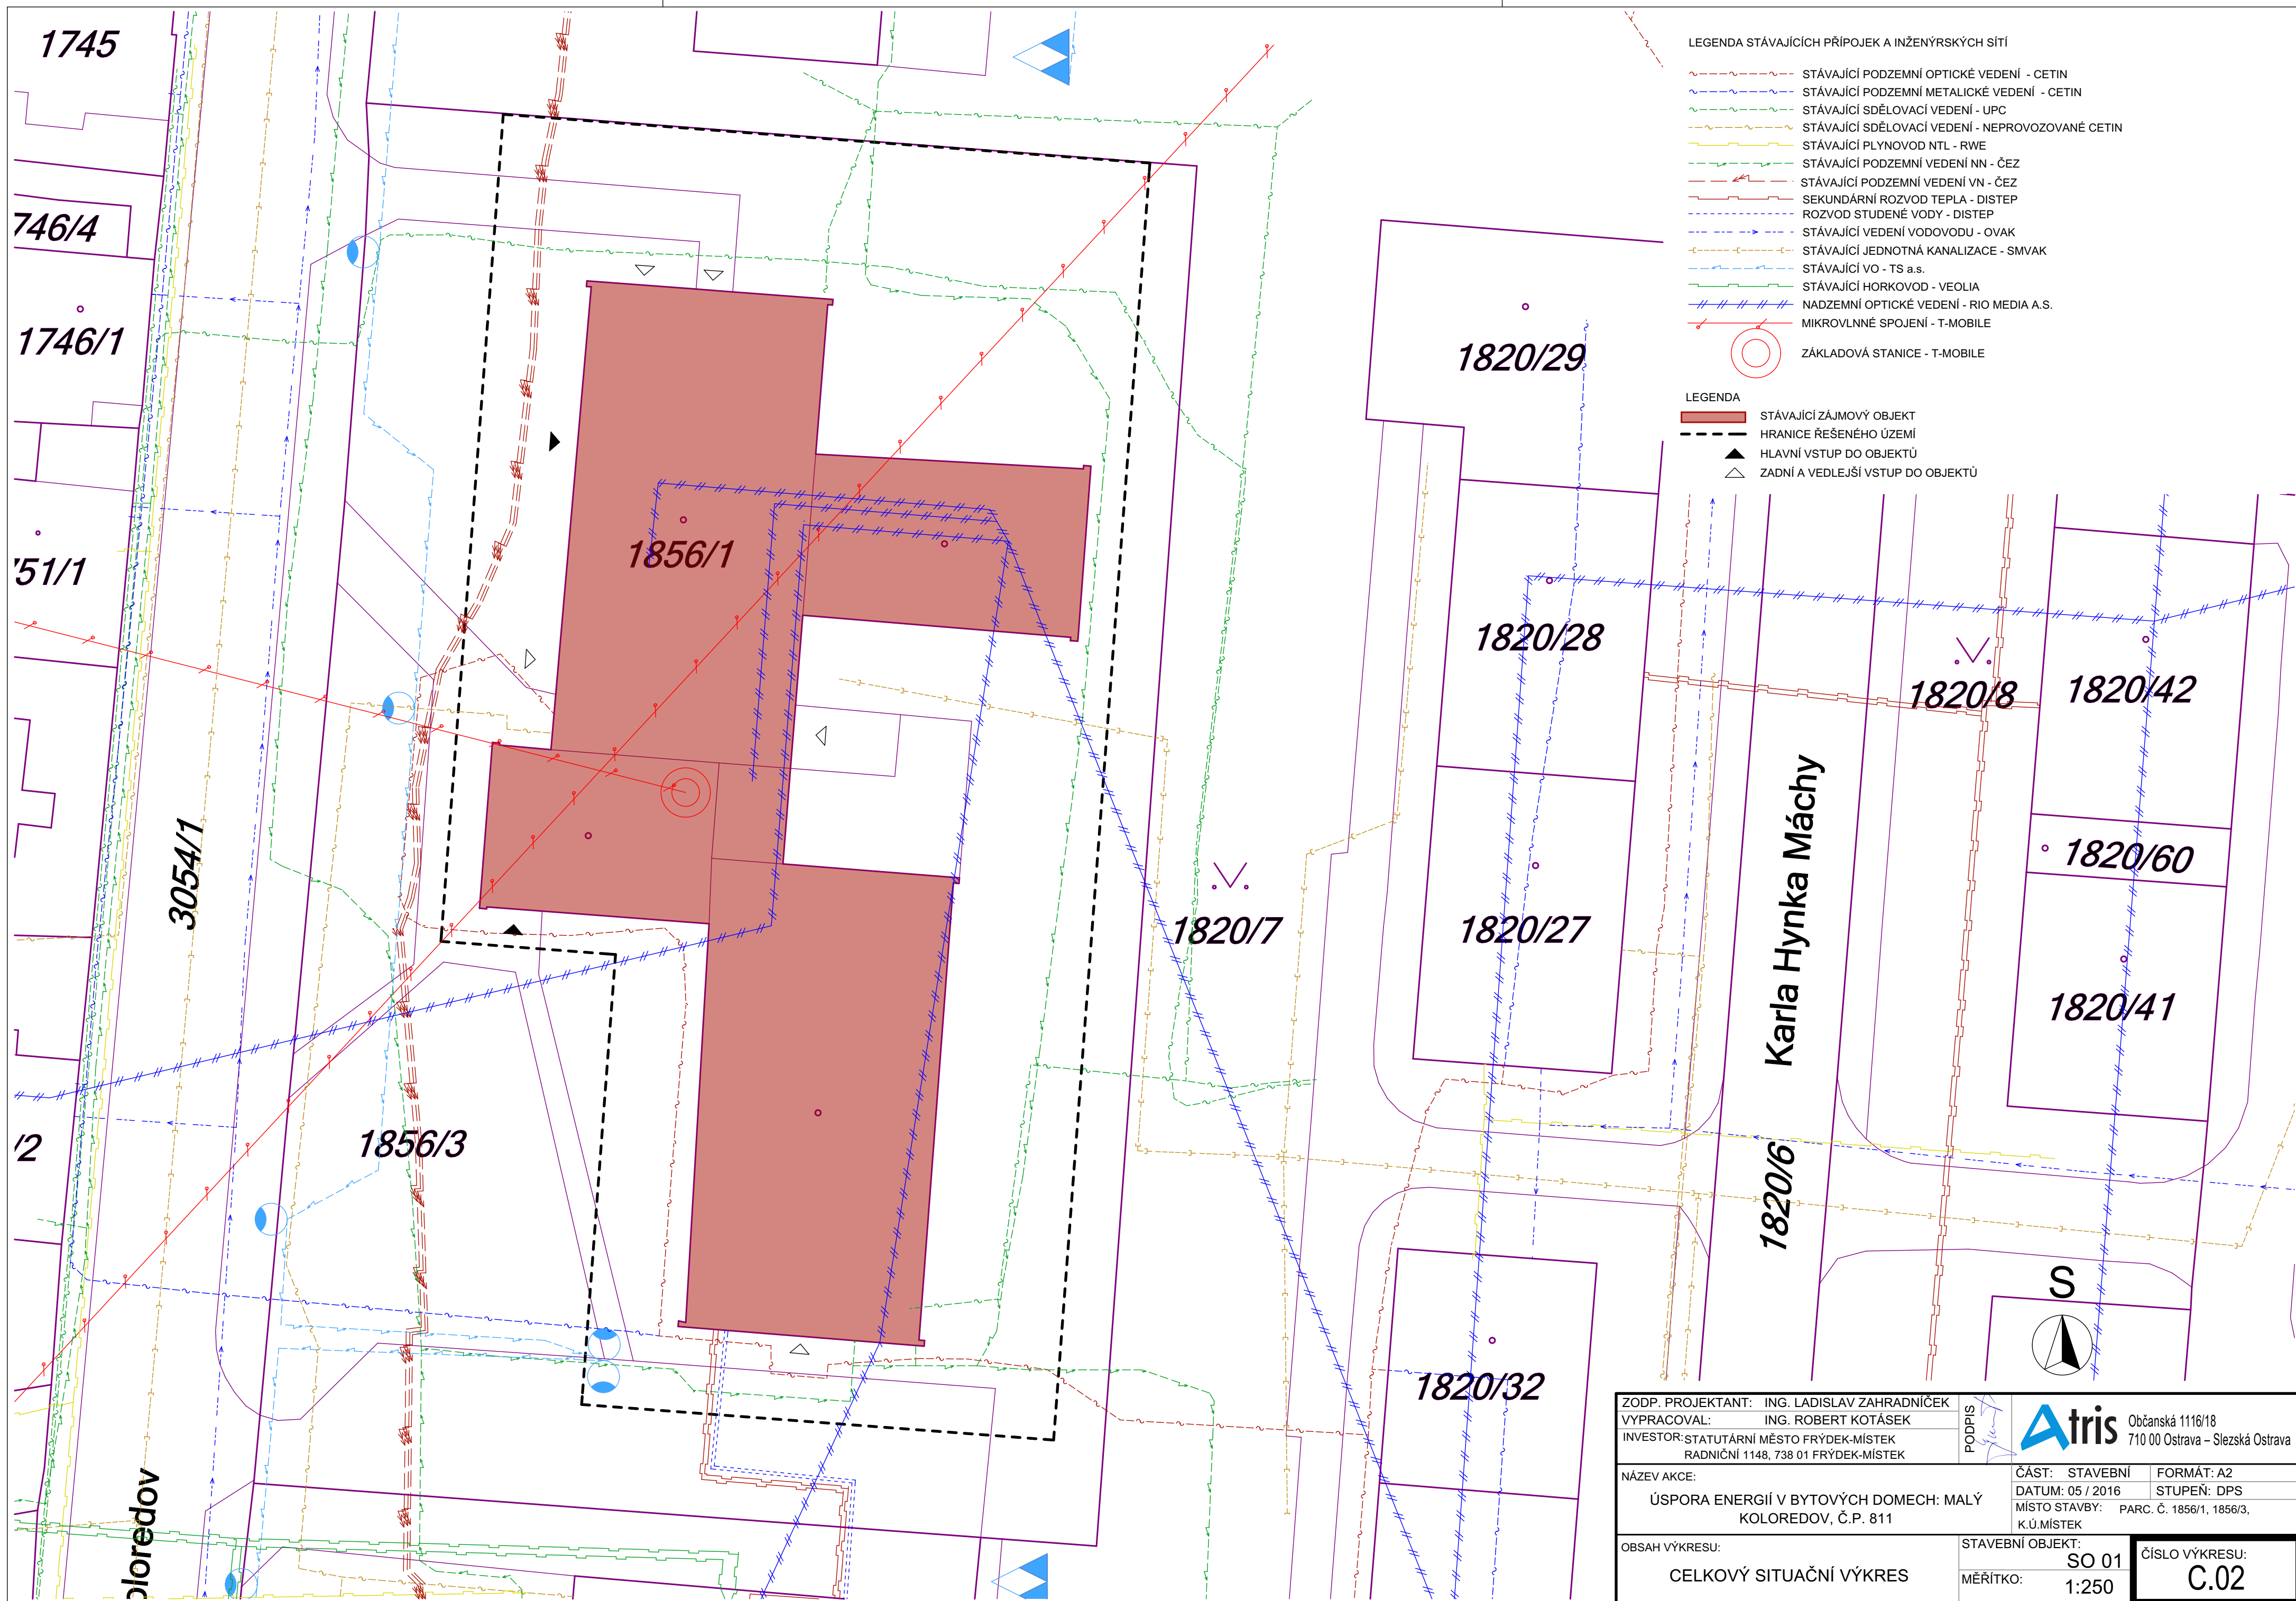 1745
746/4
1746/1
751/1
/2
3054/1
oloredov
1856/1
1856/3
1820/7
1820/29
1820/28
1820/27
1820/32
Karla Hynka Máchy
1820/6
1820/8
1820/42
1820/60
1820/41
S
LEGENDA STÁVAJÍCÍCH PŘÍPOJEK A INŽENÝRSKÝCH SÍTÍ
STÁVAJÍCÍ PODZEMNÍ OPTICKÉ VEDENÍ - CETIN
STÁVAJÍCÍ PODZEMNÍ METALICKÉ VEDENÍ - CETIN
STÁVAJÍCÍ SDĚLOVACÍ VEDENÍ - UPC
STÁVAJÍCÍ SDĚLOVACÍ VEDENÍ - NEPROVOZOVANÉ CETIN
STÁVAJÍCÍ PLYNOVOD NTL - RWE
STÁVAJÍCÍ PODZEMNÍ VEDENÍ NN - ČEZ
STÁVAJÍCÍ PODZEMNÍ VEDENÍ VN - ČEZ
SEKUNDÁRNÍ ROZVOD TEPLA - DISTEP
ROZVOD STUDENÉ VODY - DISTEP
STÁVAJÍCÍ VEDENÍ VODOVODU - OVAK
STÁVAJÍCÍ JEDNOTNÁ KANALIZACE - SMVAK
STÁVAJÍCÍ VO - TS a.s.
STÁVAJÍCÍ HORKOVOD - VEOLIA
NADZEMNÍ OPTICKÉ VEDENÍ - RIO MEDIA A.S.
MIKROVLNNÉ SPOJENÍ - T-MOBILE
ZÁKLADOVÁ STANICE - T-MOBILE
LEGENDA
STÁVAJÍCÍ ZÁJMOVÝ OBJEKT
HRANICE ŘEŠENÉHO ÚZEMÍ
HLAVNÍ VSTUP DO OBJEKTŮ
ZADNÍ A VEDLEJŠÍ VSTUP DO OBJEKTŮ
ZODP. PROJEKTANT: ING. LADISLAV ZAHRADNÍČEK
VYPRACOVAL: ING. ROBERT KOTÁSEK
INVESTOR: STATUTÁRNÍ MĚSTO FRÝDEK-MÍSTEK
RADNIČNÍ 1148, 738 01 FRÝDEK-MÍSTEK
PODPIS
Atris
Občanská 1116/18
710 00 Ostrava – Slezská Ostrava
NÁZEV AKCE:
ÚSPORA ENERGIÍ V BYTOVÝCH DOMECH: MALÝ
KOLOREDOV, Č.P. 811
ČÁST: STAVEBNÍ
FORMÁT: A2
DATUM: 05 / 2016
STUPEŇ: DPS
MÍSTO STAVBY: PARC. Č. 1856/1, 1856/3,
K.Ú.MÍSTEK
OBSAH VÝKRESU:
CELKOVÝ SITUAČNÍ VÝKRES
STAVEBNÍ OBJEKT:
SO 01
MĚŘÍTKO:
1:250
ČÍSLO VÝKRESU:
C.02